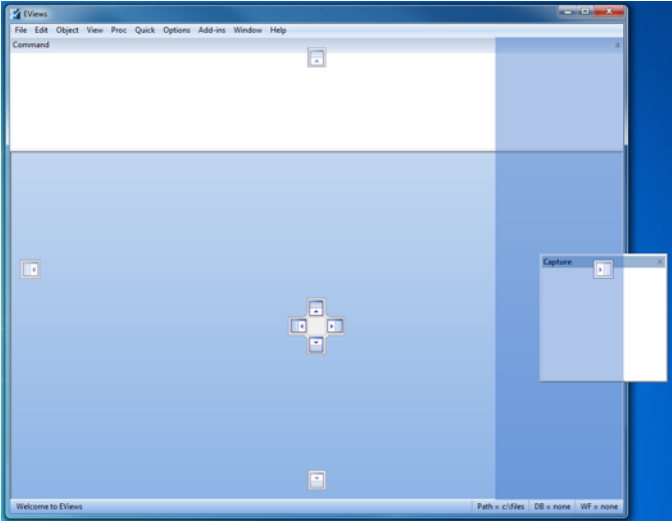 EViews
File Edit Object View Proc Quick Options Add-ins Window Help
Command
Capture
Welcome to EViews
Path = c:\files DB = none WF = none